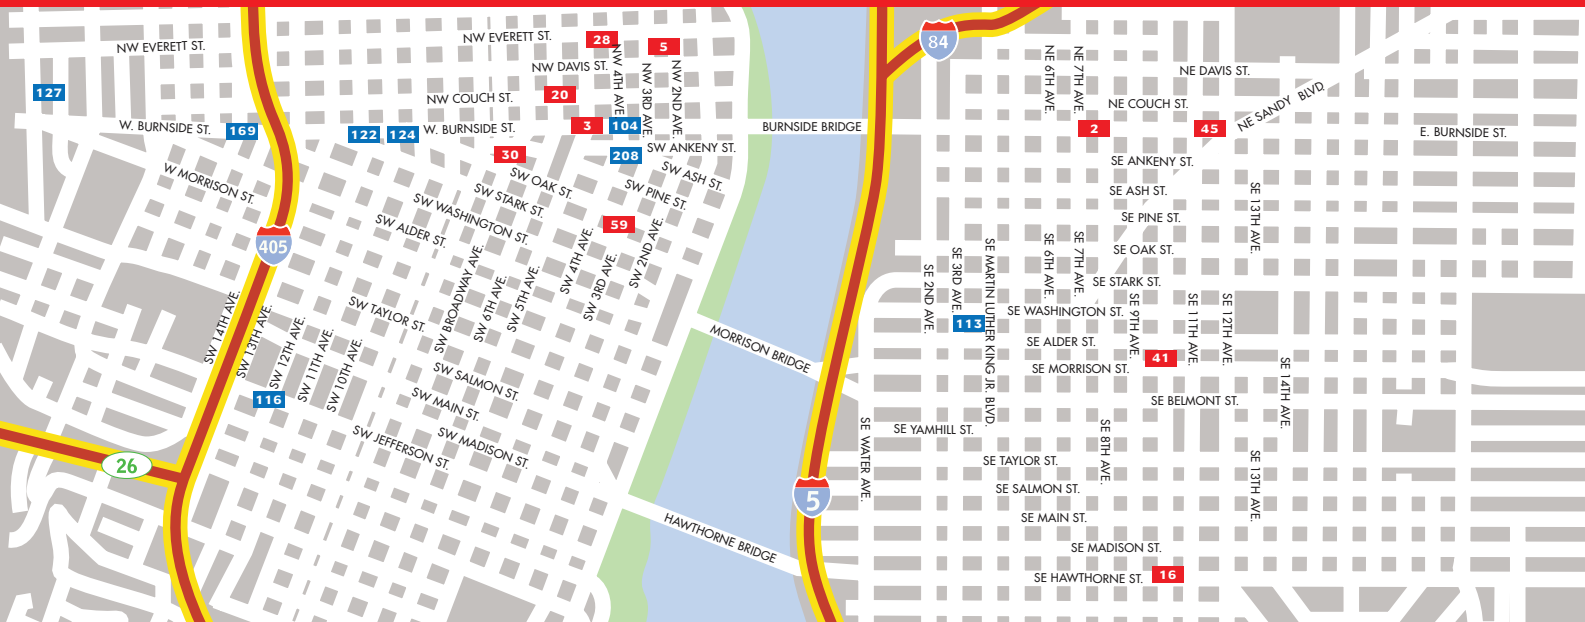 NW EVERETT ST.
NW EVERETT ST.
28
5
84
NW DAVIS ST.
NW 4TH AVE.
NW 3RD AVE.
NW 2ND AVE.
NE 6TH AVE.
NE 7TH AVE.
NE DAVIS ST.
127
NW COUCH ST.
20
NE COUCH ST.
NE SANDY BLVD
W. BURNSIDE ST.
169
122
124
W. BURNSIDE ST.
3
104
BURNSIDE BRIDGE
2
45
E. BURNSIDE ST.
30
208
SW ANKENY ST.
SE ANKENY ST.
W MORRISON ST.
SW OAK ST.
SW ASH ST.
SW STARK ST.
SW PINE ST.
SE ASH ST.
SW WASHINGTON ST.
SW ALDER ST.
59
SE PINE ST.
SE 13TH AVE.
405
SW BROADWAY AVE.
SW 6TH AVE.
SW 5TH AVE.
SW 4TH AVE.
SW 3RD AVE.
SW 2ND AVE.
SE OAK ST.
SE 2ND AVE.
SE 3RD AVE.
SE MARTIN LUTHER KING JR BLVD.
SE 6TH AVE.
SE 7TH AVE.
SE STARK ST.
SW 14TH AVE.
SW 13TH AVE.
SW 12TH AVE.
SW 11TH AVE.
SW 10TH AVE.
SW TAYLOR ST.
SE WASHINGTON ST.
SE 9TH AVE.
SE 11TH AVE.
SE 12TH AVE.
113
MORRISON BRIDGE
SE ALDER ST.
41
SE MORRISON ST.
SE 14TH AVE.
SW SALMON ST.
116
SW MAIN ST.
SE BELMONT ST.
SW JEFFERSON ST.
SW MADISON ST.
SE WATER AVE.
SE YAMHILL ST.
SE 8TH AVE.
26
SE TAYLOR ST.
SE 13TH AVE.
5
SE SALMON ST.
HAWTHORNE BRIDGE
SE MAIN ST.
SE MADISON ST.
SE HAWTHORNE ST.
16